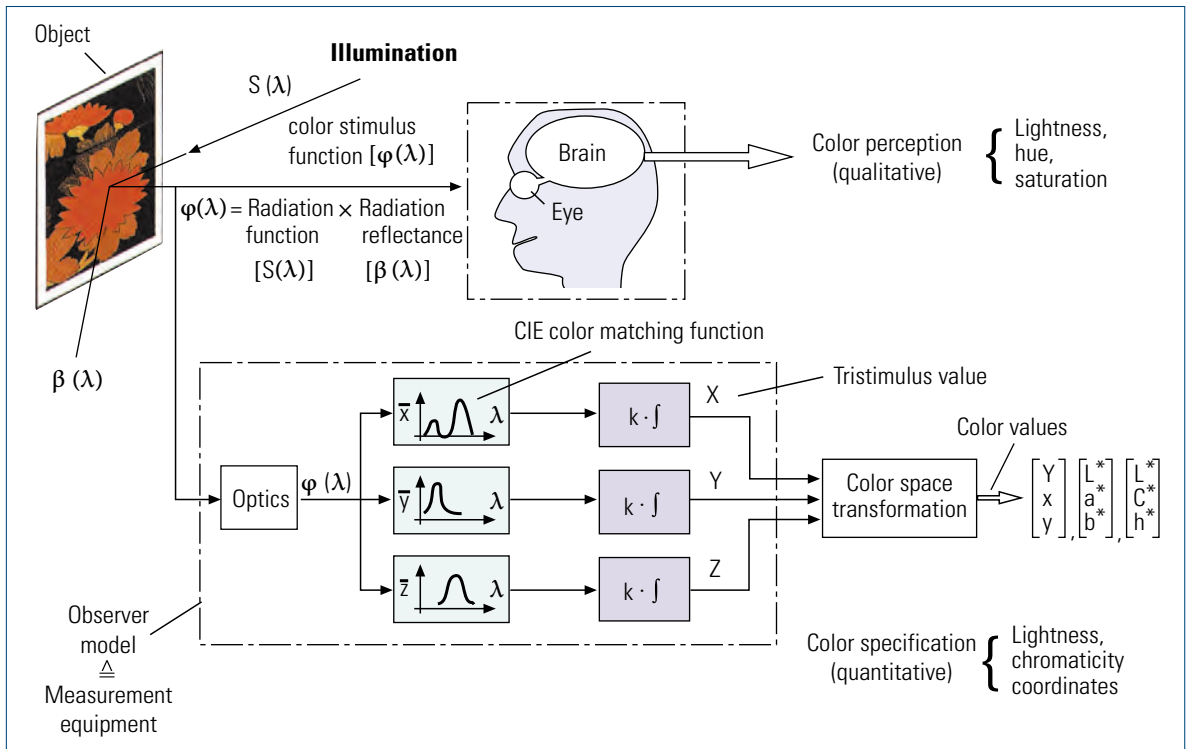 Object
Illumination
S (λ)
color stimulus
function [φ(λ)]
Brain
Eye
Color perception
(qualitative)
{
Lightness,
hue,
saturation
φ(λ) = Radiation × Radiation
function reflectance
[S(λ)] [β (λ)]
β (λ)
CIE color matching function
Tristimulus value
x̅ λ
k · ∫
X
Optics
φ (λ)
y̅ λ
k · ∫
Y
z̅ λ
k · ∫
Z
Color space
transformation
Color values
[Y x y], [L* a* b*], [L* C* h*]
Observer
model
≙
Measurement
equipment
Color specification
(quantitative)
{
Lightness,
chromaticity
coordinates